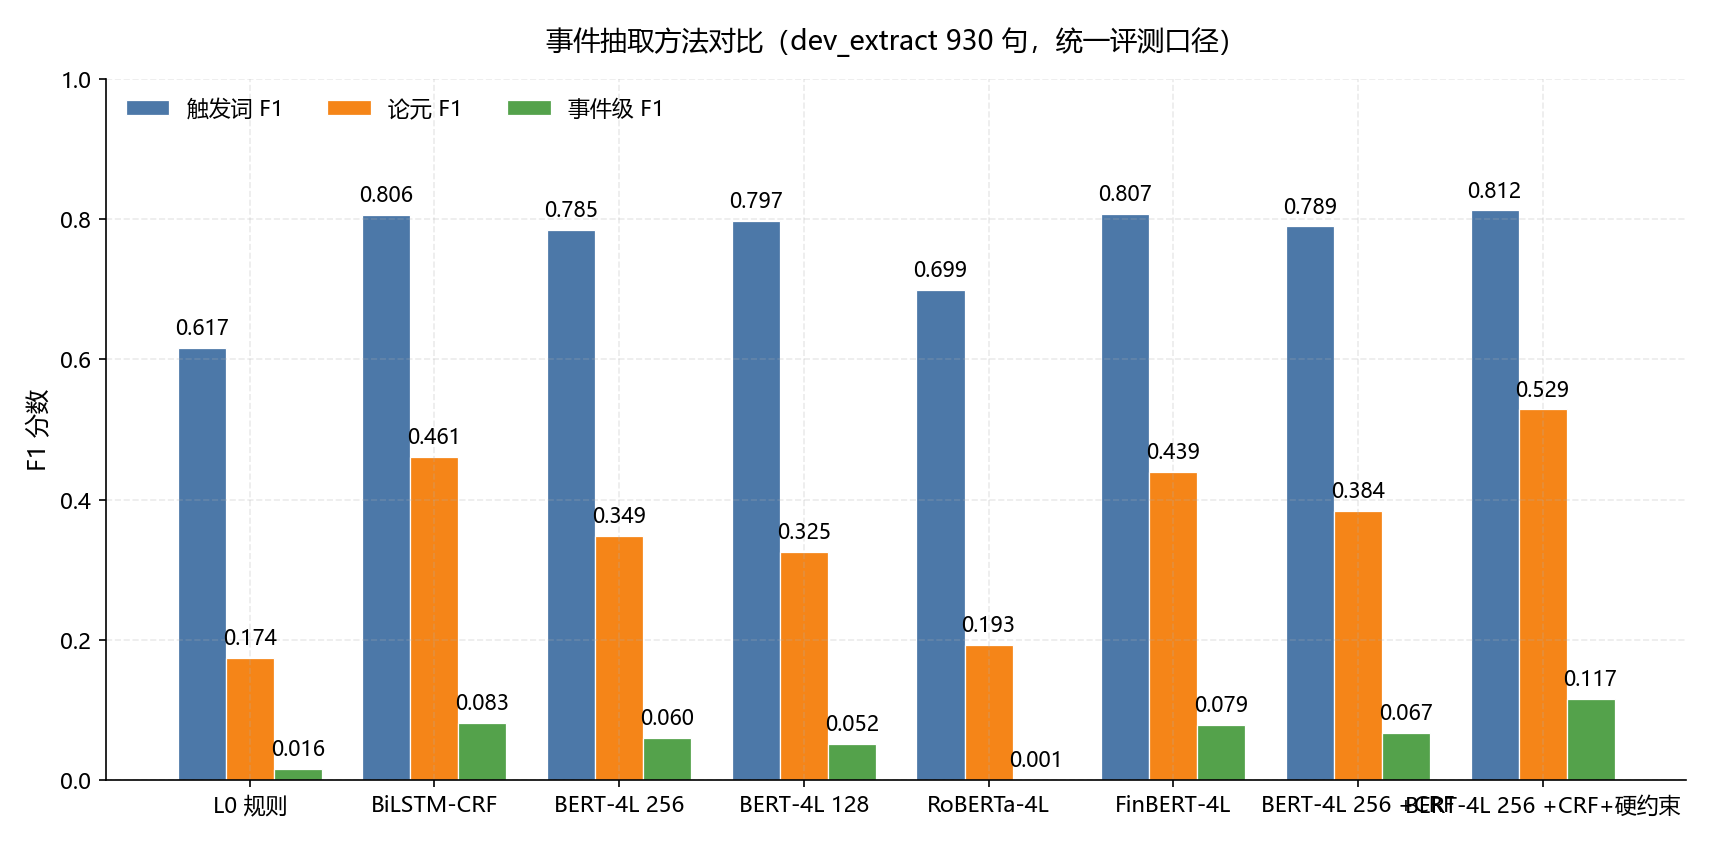 事件抽取方法对比（dev_extract 930 句，统一评测口径）
触发词 F1 论元 F1 事件级 F1
F1 分数
1.0
0.8
0.6
0.4
0.2
0.0
0.617 0.174 0.016
0.806 0.461 0.083
0.785 0.349 0.060
0.797 0.325 0.052
0.699 0.193 0.001
0.807 0.439 0.079
0.789 0.384 0.067
0.812 0.529 0.117
L0 规则 BiLSTM-CRF BERT-4L 256 BERT-4L 128 RoBERTa-4L FinBERT-4L BERT-4L 256 +CRF BERT-4L 256 +CRF+硬约束